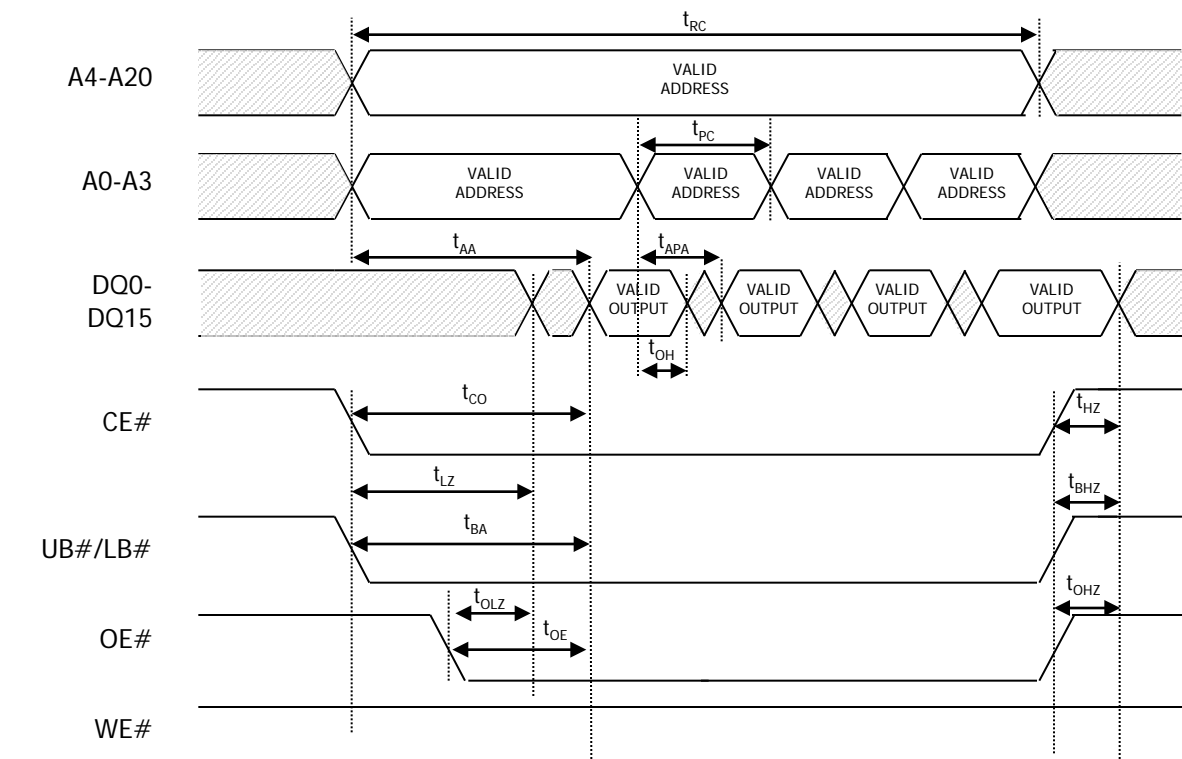 tRC
A4-A20
VALID
ADDRESS
tPC
A0-A3
VALID
ADDRESS
VALID
ADDRESS
VALID
ADDRESS
VALID
ADDRESS
tAA
tAPA
DQ0-
DQ15
VALID
OUTPUT
VALID
OUTPUT
VALID
OUTPUT
VALID
OUTPUT
tOH
CE#
tCO
tHZ
tLZ
tBHZ
UB#/LB#
tBA
tOLZ
tOHZ
OE#
tOE
WE#